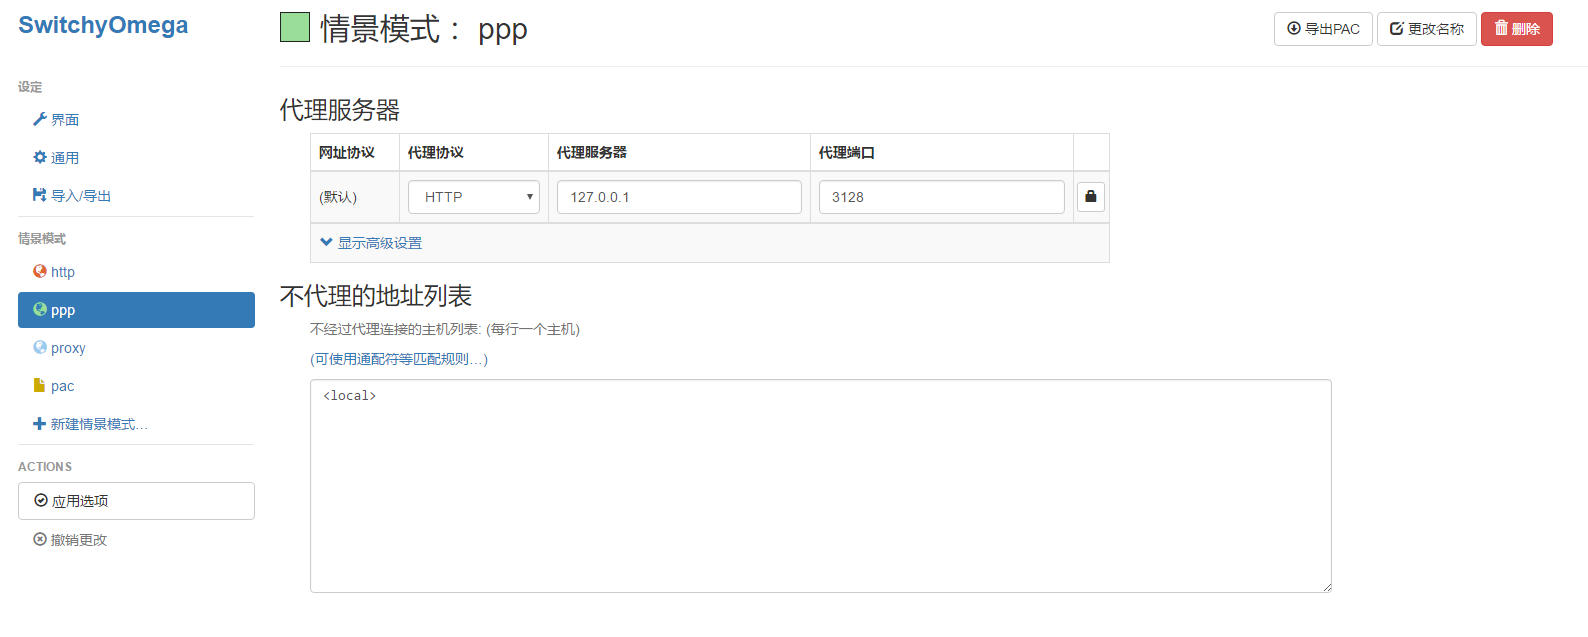 SwitchyOmega
设定
界面
通用
导入/导出
情景模式
http
ppp
proxy
pac
新建情景模式...
ACTIONS
应用选项
撤销更改
情景模式： ppp
导出PAC
更改名称
删除
代理服务器
网址协议 代理协议 代理服务器 代理端口
(默认) HTTP 127.0.0.1 3128
显示高级设置
不代理的地址列表
不经过代理连接的主机列表: (每行一个主机)
(可使用通配符等匹配规则...)
<local>